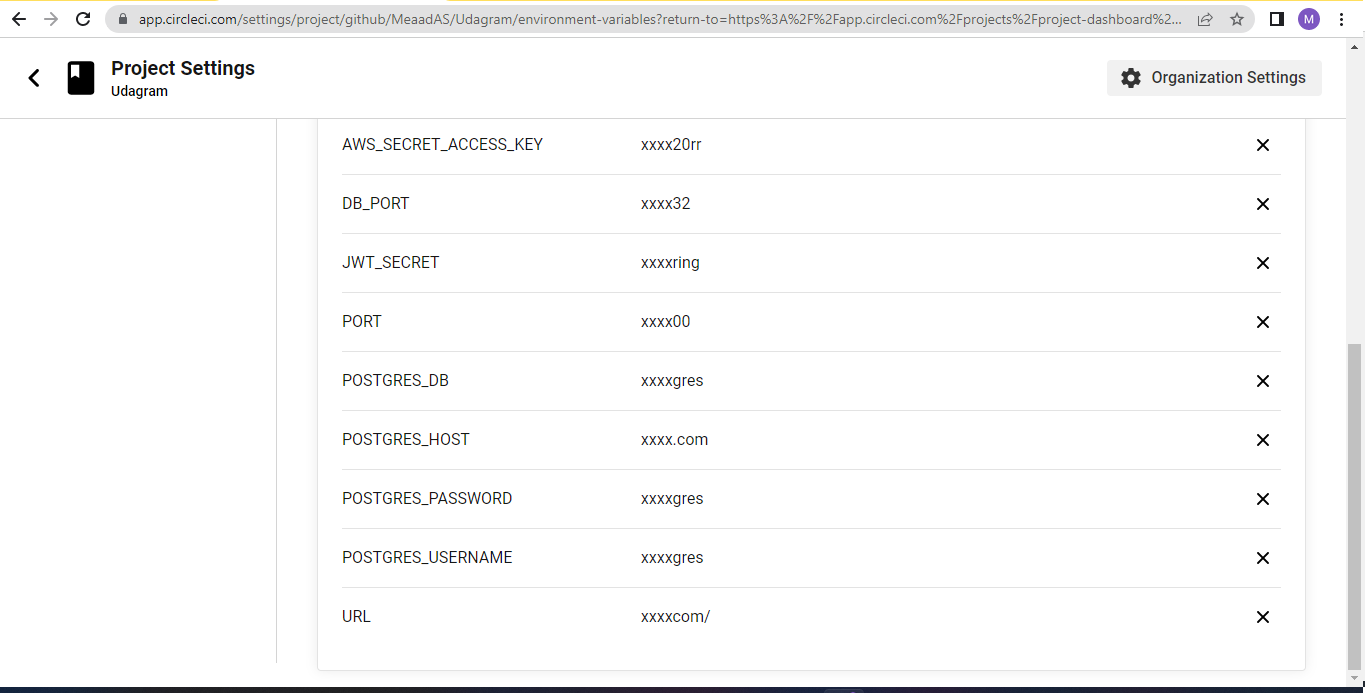 app.circleci.com/settings/project/github/MeaadAS/Udagram/environment-variables?return-to=https%3A%2F%2Fapp.circleci.com%2Fprojects%2Fproject-dashboard%2...
M
Project Settings
Udagram
Organization Settings
AWS_SECRET_ACCESS_KEY xxxx20rr
DB_PORT xxxx32
JWT_SECRET xxxxring
PORT xxxx00
POSTGRES_DB xxxxgres
POSTGRES_HOST xxxx.com
POSTGRES_PASSWORD xxxxgres
POSTGRES_USERNAME xxxxgres
URL xxxxcom/